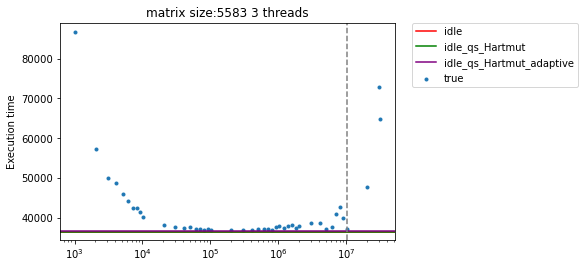 matrix size:5583 3 threads
Execution time
80000
70000
60000
50000
40000
10³
10⁴
10⁵
10⁶
10⁷
idle
idle_qs_Hartmut
idle_qs_Hartmut_adaptive
true